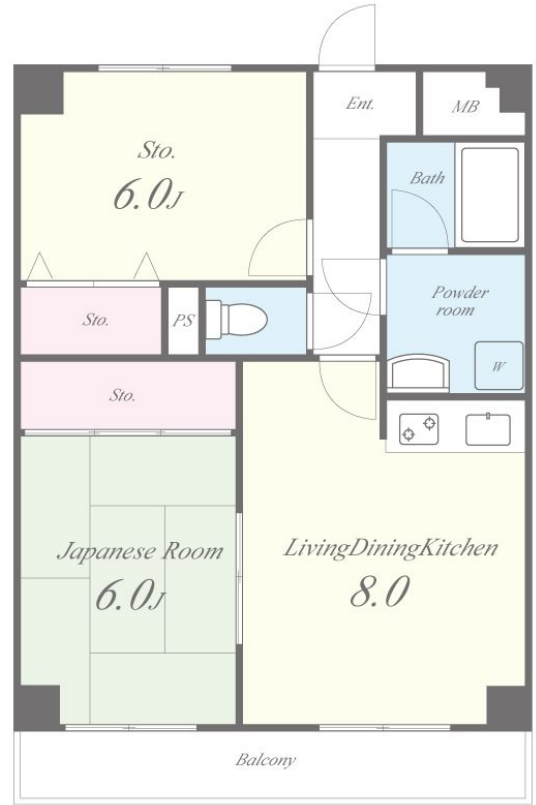 Ent.
MB
Sto.
6.0J
Bath
Powder
room
Sto.
PS
W
Sto.
Japanese Room
6.0J
LivingDiningKitchen
8.0
Balcony